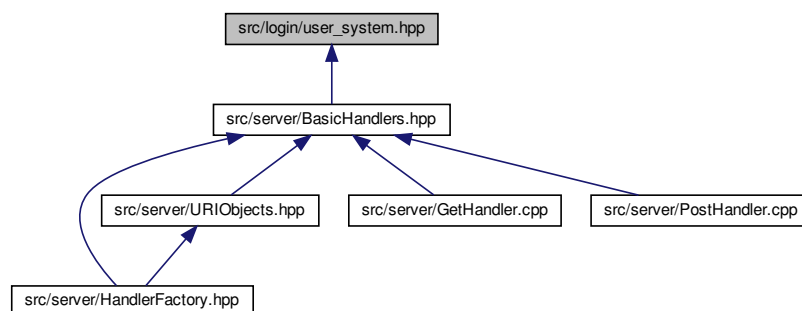 src/login/user_system.hpp
src/server/BasicHandlers.hpp
src/server/URIObjects.hpp
src/server/GetHandler.cpp
src/server/PostHandler.cpp
src/server/HandlerFactory.hpp